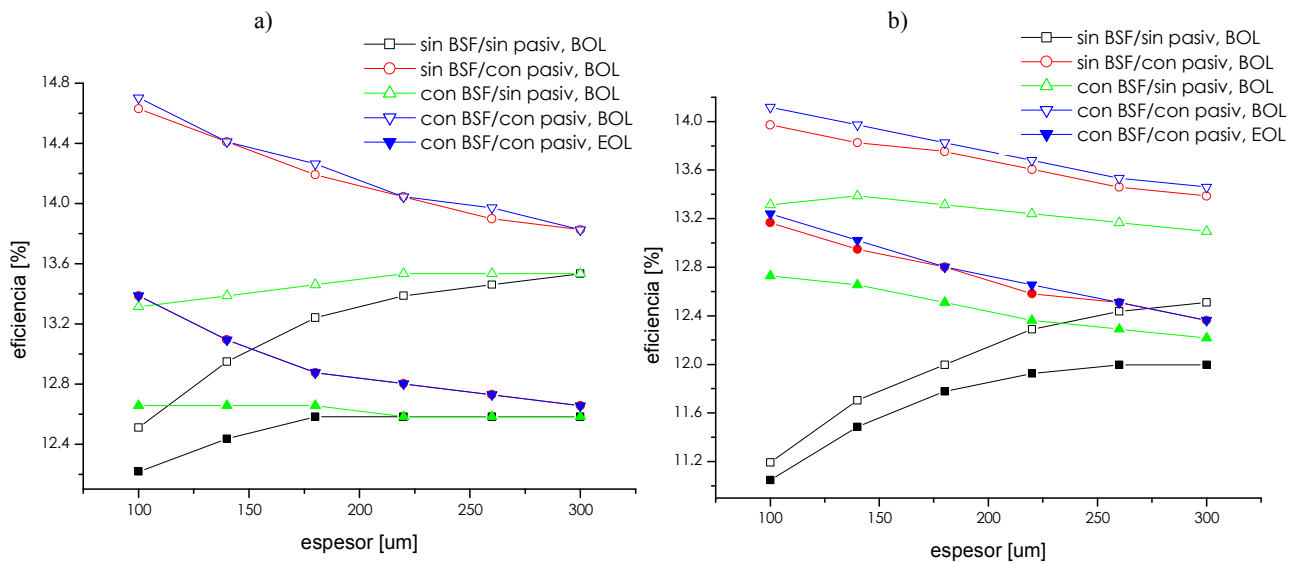 a)
sin BSF/sin pasiv, BOL
sin BSF/con pasiv, BOL
con BSF/sin pasiv, BOL
con BSF/con pasiv, BOL
con BSF/con pasiv, EOL
14.8
14.4
14.0
13.6
13.2
12.8
12.4
eficiencia [%]
100
150
200
250
300
espesor [um]
b)
sin BSF/sin pasiv, BOL
sin BSF/con pasiv, BOL
con BSF/sin pasiv, BOL
con BSF/con pasiv, BOL
con BSF/con pasiv, EOL
14.0
13.6
13.2
12.8
12.4
12.0
11.6
11.2
eficiencia [%]
100
150
200
250
300
espesor [um]